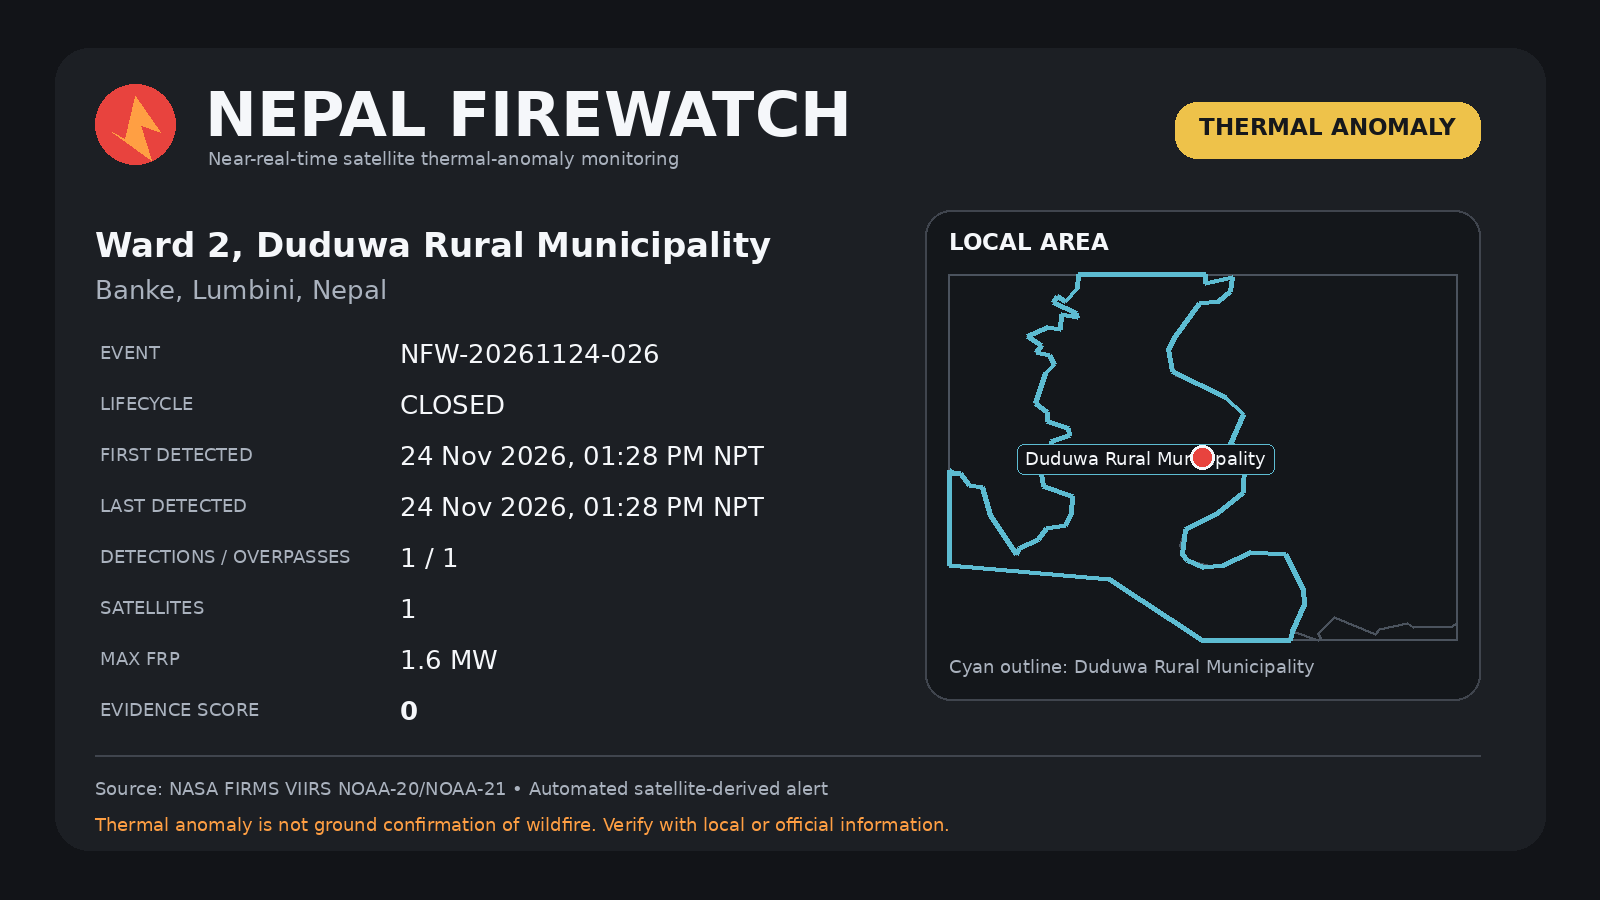 NEPAL FIREWATCH
Near-real-time satellite thermal-anomaly monitoring
THERMAL ANOMALY
Ward 2, Duduwa Rural Municipality
Banke, Lumbini, Nepal
EVENT NFW-20261124-026
LIFECYCLE CLOSED
FIRST DETECTED 24 Nov 2026, 01:28 PM NPT
LAST DETECTED 24 Nov 2026, 01:28 PM NPT
DETECTIONS / OVERPASSES 1 / 1
SATELLITES 1
MAX FRP 1.6 MW
EVIDENCE SCORE 0
LOCAL AREA
Duduwa Rural
Cyan outline: Duduwa Rural Municipality
Source: NASA FIRMS VIIRS NOAA-20/NOAA-21 • Automated satellite-derived alert
Thermal anomaly is not ground confirmation of wildfire. Verify with local or official information.